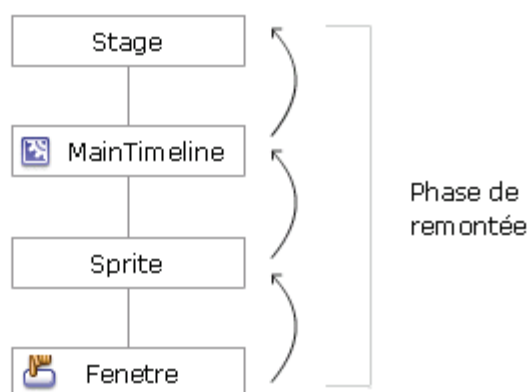 Stage
MainTimeline
Phase de
remontée
Sprite
Fenetre